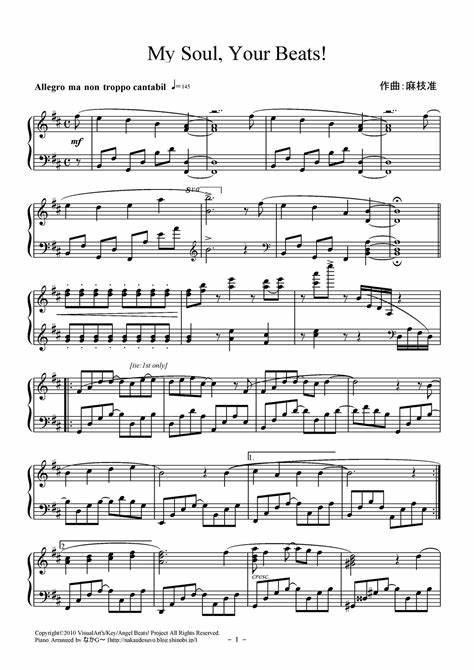 My Soul, Your Beats!
Allegro ma non troppo cantabil ♩=145
作曲:麻枝准
mf
8va
[tie:1st only]
2.
cresc
Copyright©2010 VisualArt's/Key/Angel Beats! Project All Rights Reserved.
Piano Arranged by なかG〜 [http://nakaedesuvo.blog.shinobi.jp/]
- 1 -